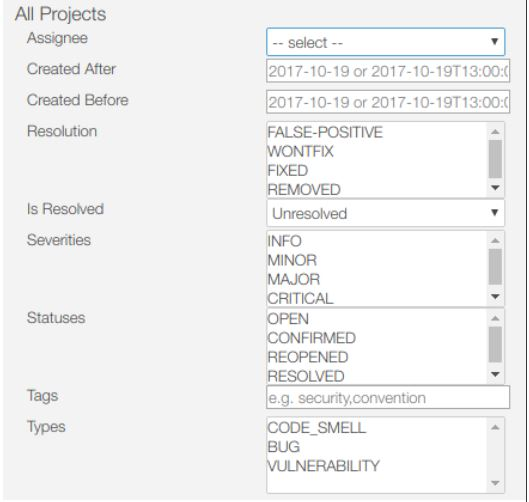 All Projects
Assignee
-- select --
Created After
2017-10-19 or 2017-10-19T13:00:0
Created Before
2017-10-19 or 2017-10-19T13:00:0
Resolution
FALSE-POSITIVE
WONTFIX
FIXED
REMOVED
Is Resolved
Unresolved
Severities
INFO
MINOR
MAJOR
CRITICAL
Statuses
OPEN
CONFIRMED
REOPENED
RESOLVED
Tags
e.g. security,convention
Types
CODE_SMELL
BUG
VULNERABILITY